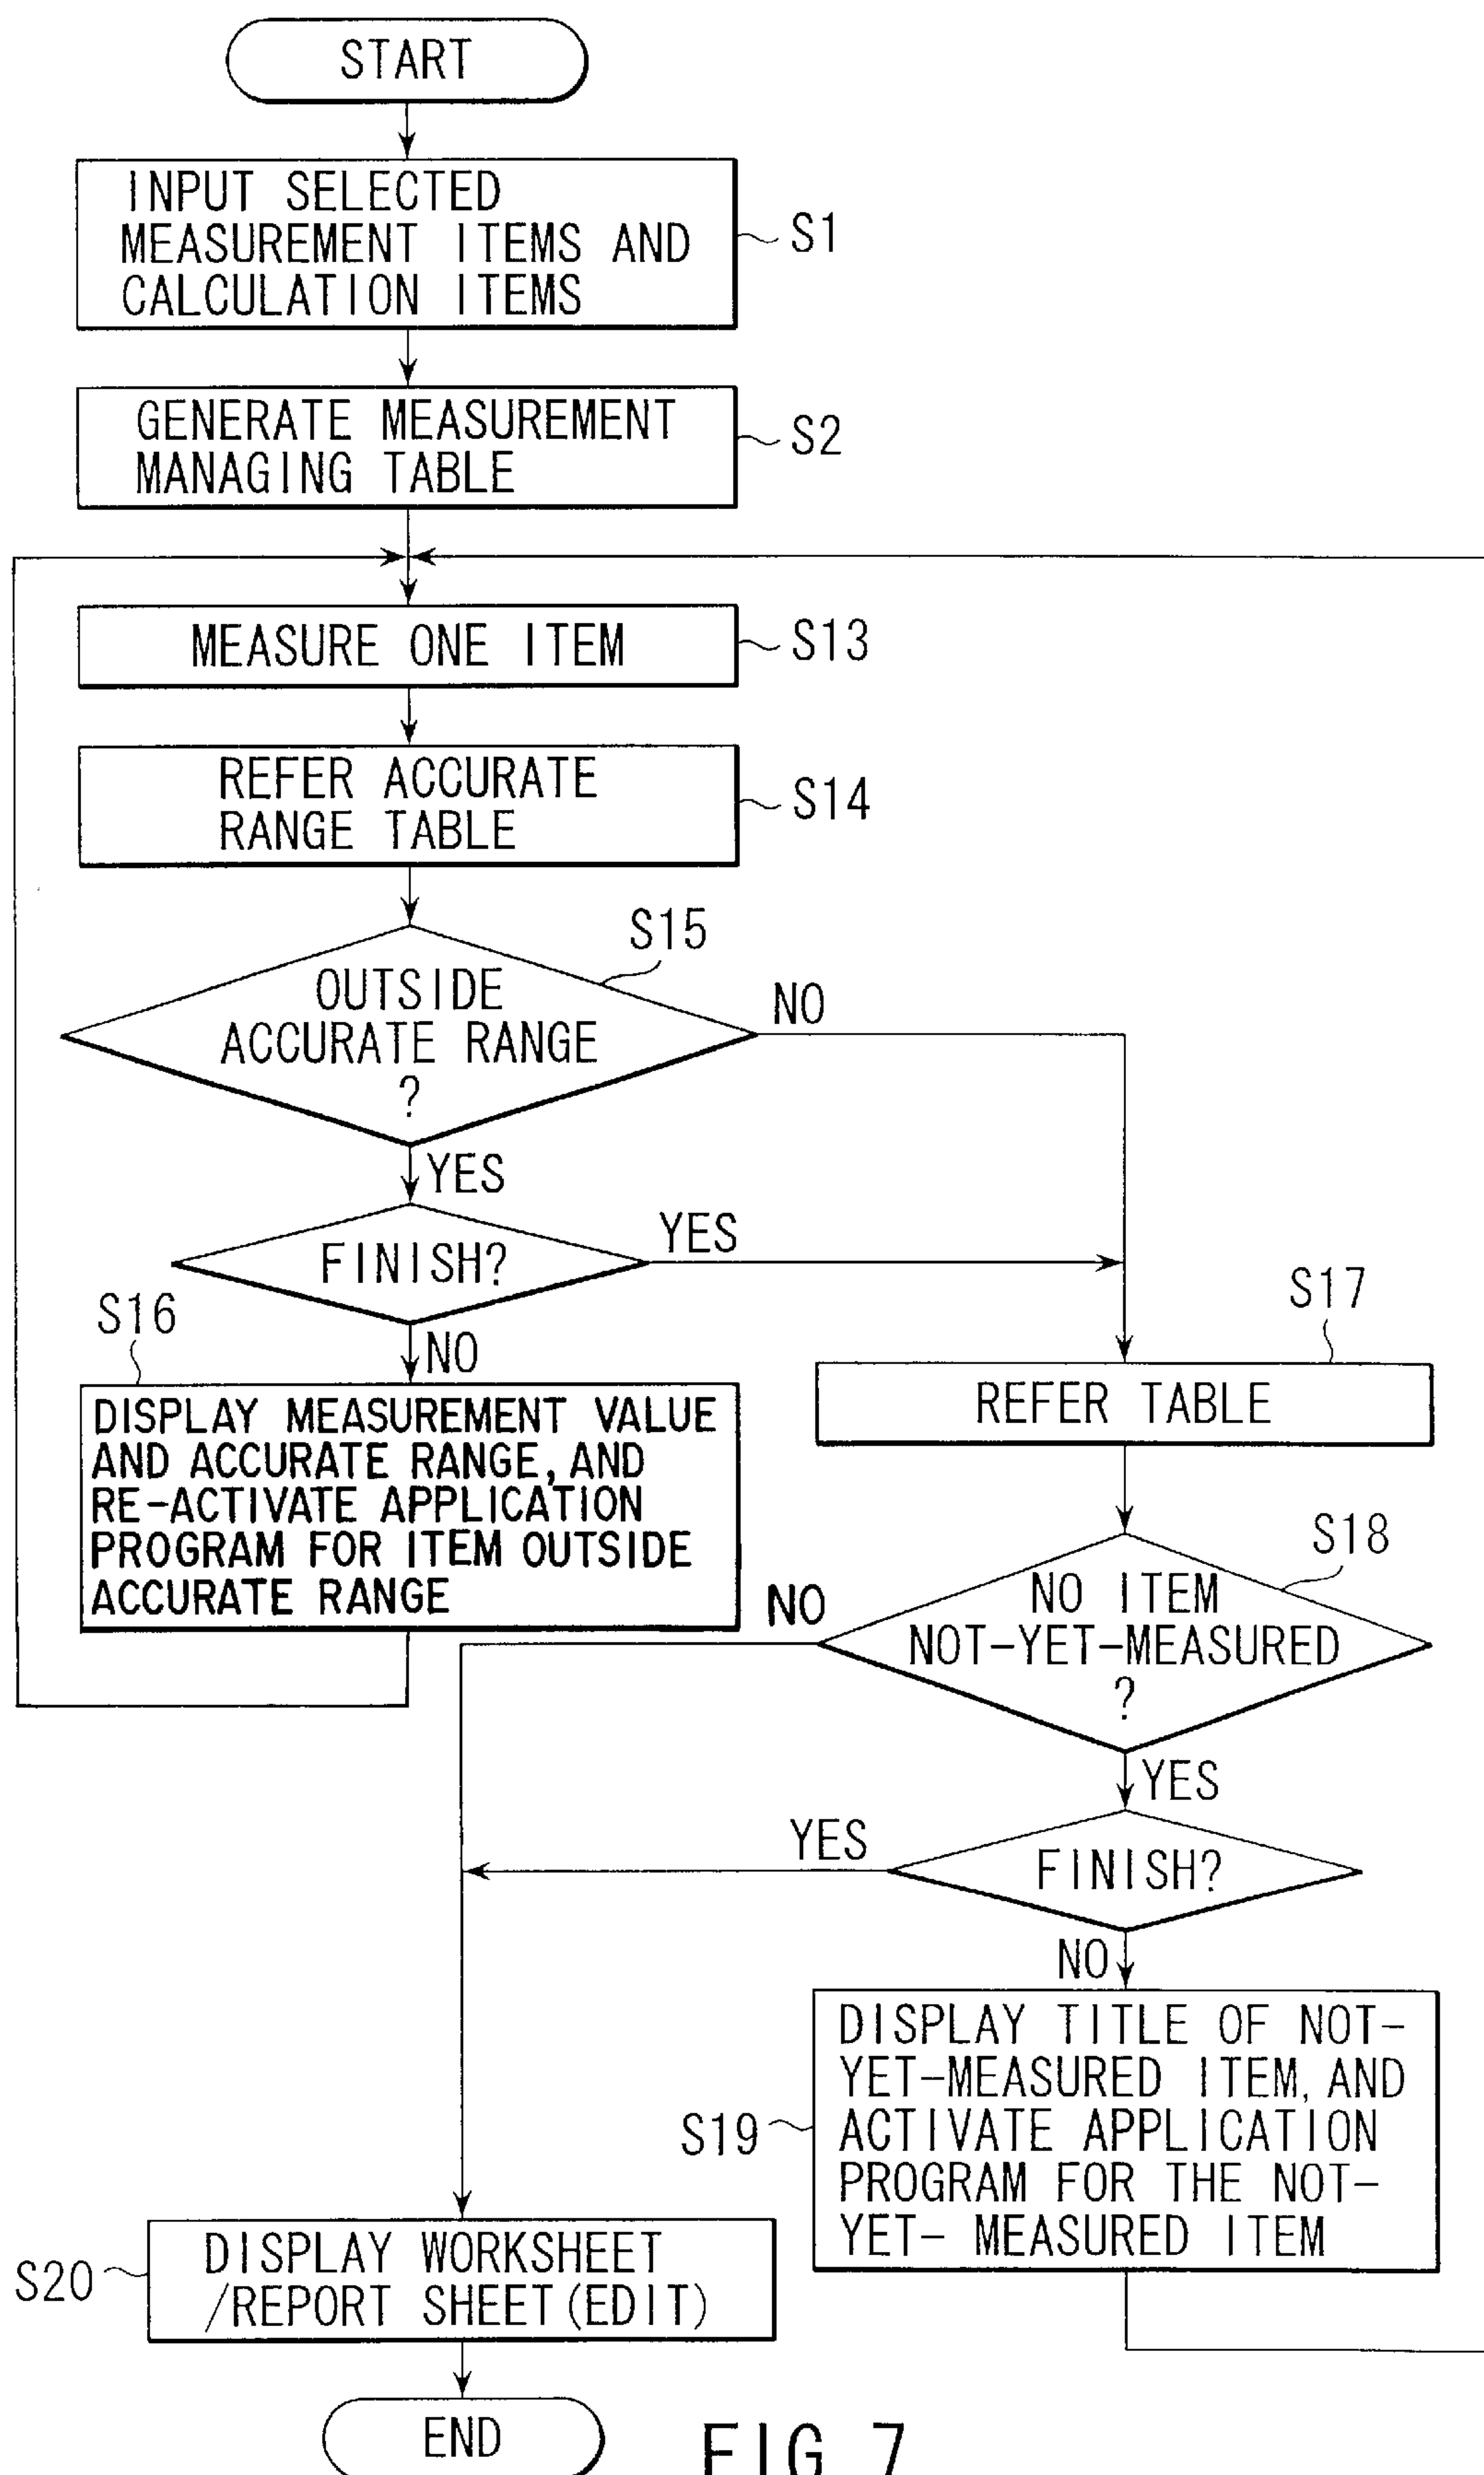 START
INPUT SELECTED
MEASUREMENT ITEMS AND
CALCULATION ITEMS
S1
GENERATE MEASUREMENT
MANAGING TABLE
S2
MEASURE ONE ITEM
S13
REFER ACCURATE
RANGE TABLE
S14
S15
OUTSIDE
ACCURATE RANGE
?
NO
YES
FINISH?
YES
S16
NO
DISPLAY MEASUREMENT VALUE
AND ACCURATE RANGE, AND
RE-ACTIVATE APPLICATION
PROGRAM FOR ITEM OUTSIDE
ACCURATE RANGE
S17
REFER TABLE
S18
NO ITEM
NOT-YET-MEASURED
?
NO
YES
FINISH?
YES
NO
DISPLAY TITLE OF NOT-
YET-MEASURED ITEM, AND
ACTIVATE APPLICATION
PROGRAM FOR THE NOT-
YET- MEASURED ITEM
S19
S20
DISPLAY WORKSHEET
/REPORT SHEET(EDIT)
END
FIG 7